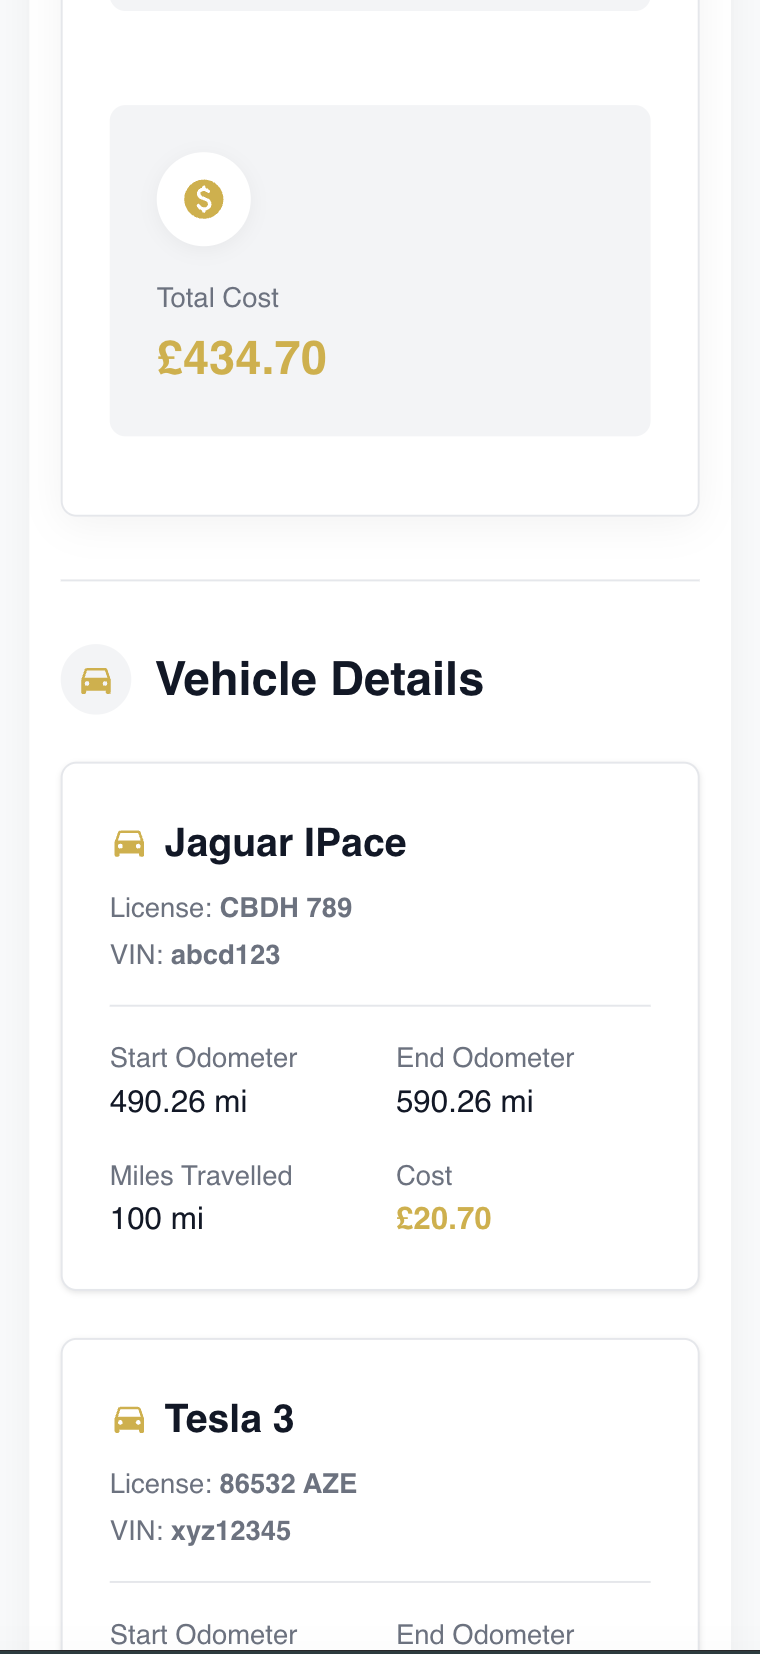 $
Total Cost
£434.70
Vehicle Details
Jaguar IPace
License: CBDH 789
VIN: abcd123
Start Odometer End Odometer
490.26 mi 590.26 mi
Miles Travelled Cost
100 mi £20.70
Tesla 3
License: 86532 AZE
VIN: xyz12345
Start Odometer End Odometer